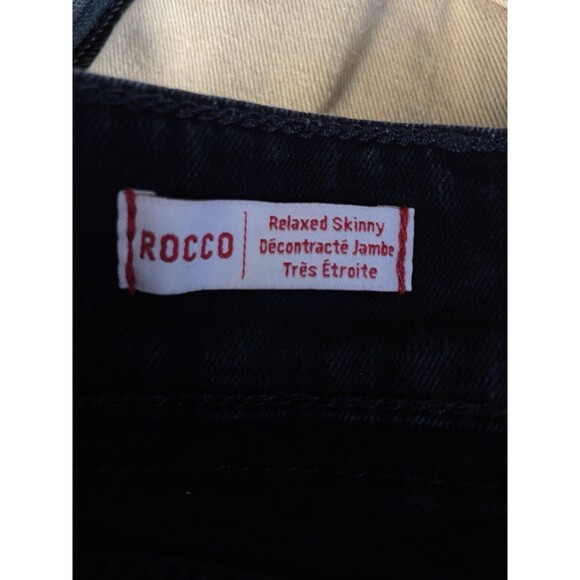 ROCCO
Relaxed Skinny
Décontracté Jambe
Très Étroite